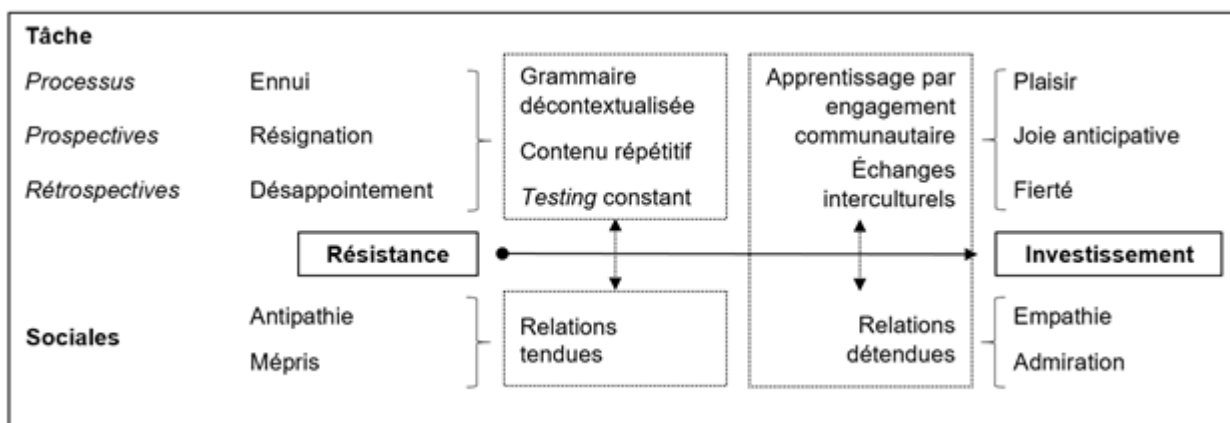 Tâche
Processus
Ennui
Prospectives
Résignation
Rétrospectives
Désappointement
Grammaire
décontextualisée
Contenu répétitif
Testing constant
Apprentissage par
engagement
communautaire
Échanges
interculturels
Plaisir
Joie anticipative
Fierté
Résistance
Investissement
Sociales
Antipathie
Mépris
Relations
tendues
Relations
détendues
Empathie
Admiration